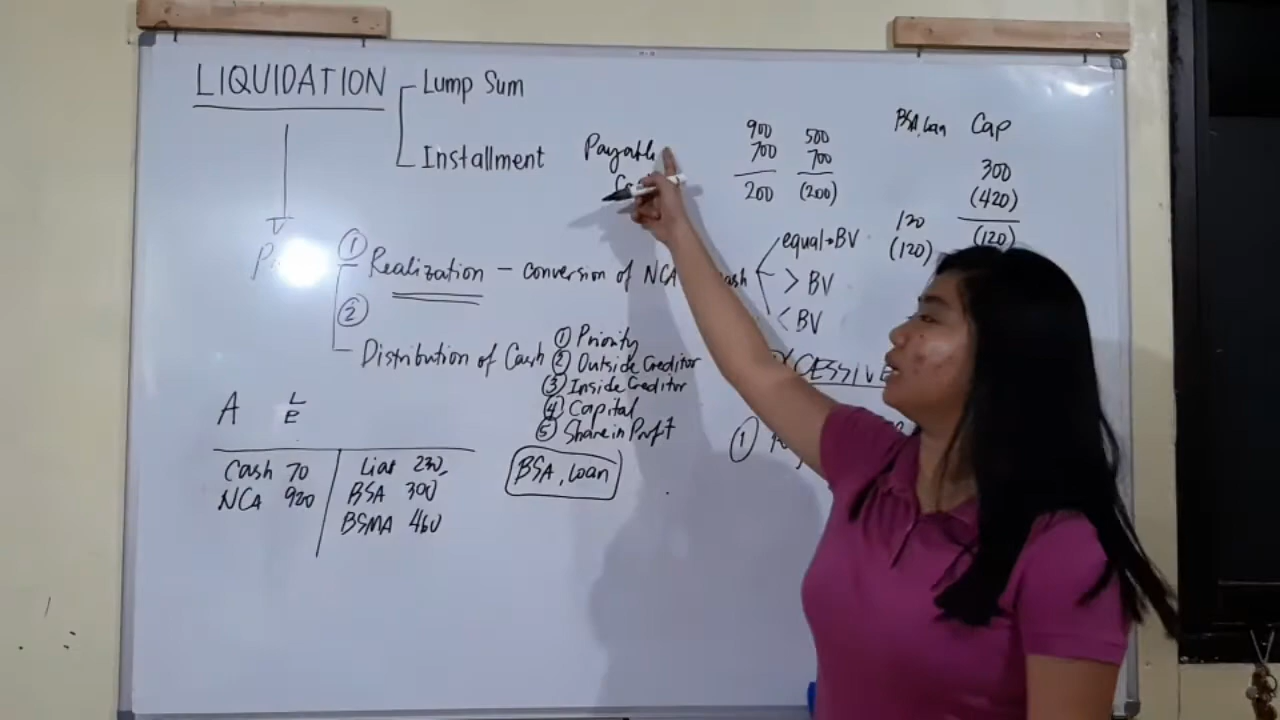 LIQUIDATION
Lump Sum
Installment
Payable
900
700
200
500
700
(200)
BSA, Loan
120
(120)
Cap
300
(420)
(120)
① Realization – conversion of NCA
equal→BV
> BV
< BV
②
Distribution of Cash
① Priority
② Outside Creditor
③ Inside Creditor
④ Capital
⑤ Share in Profit
BSA, Loan
①
A
L
E
Cash 70
NCA 920
Liab 230
BSA 300
BSMA 460